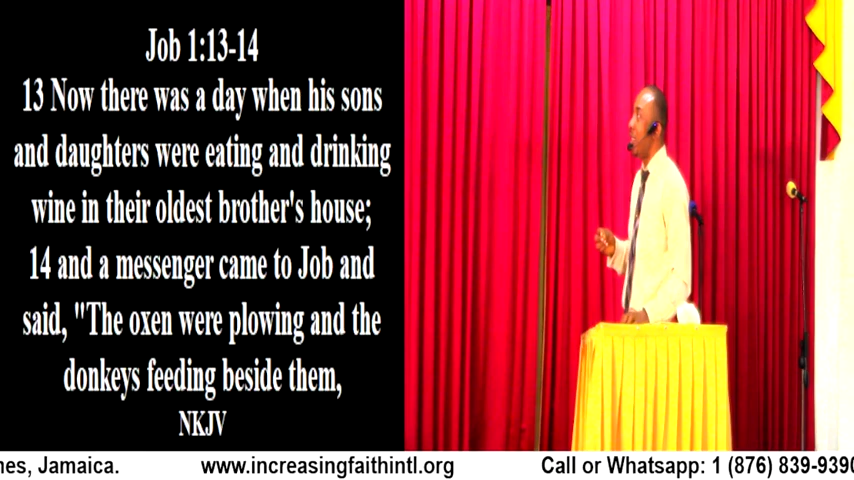 Job 1:13-14
13 Now there was a day when his sons
and daughters were eating and drinking
wine in their oldest brother's house;
14 and a messenger came to Job and
said, "The oxen were plowing and the
donkeys feeding beside them,
NKJV
Jamaica. www.increasingfaithintl.org Call or Whatsapp: 1 (876) 839-9390